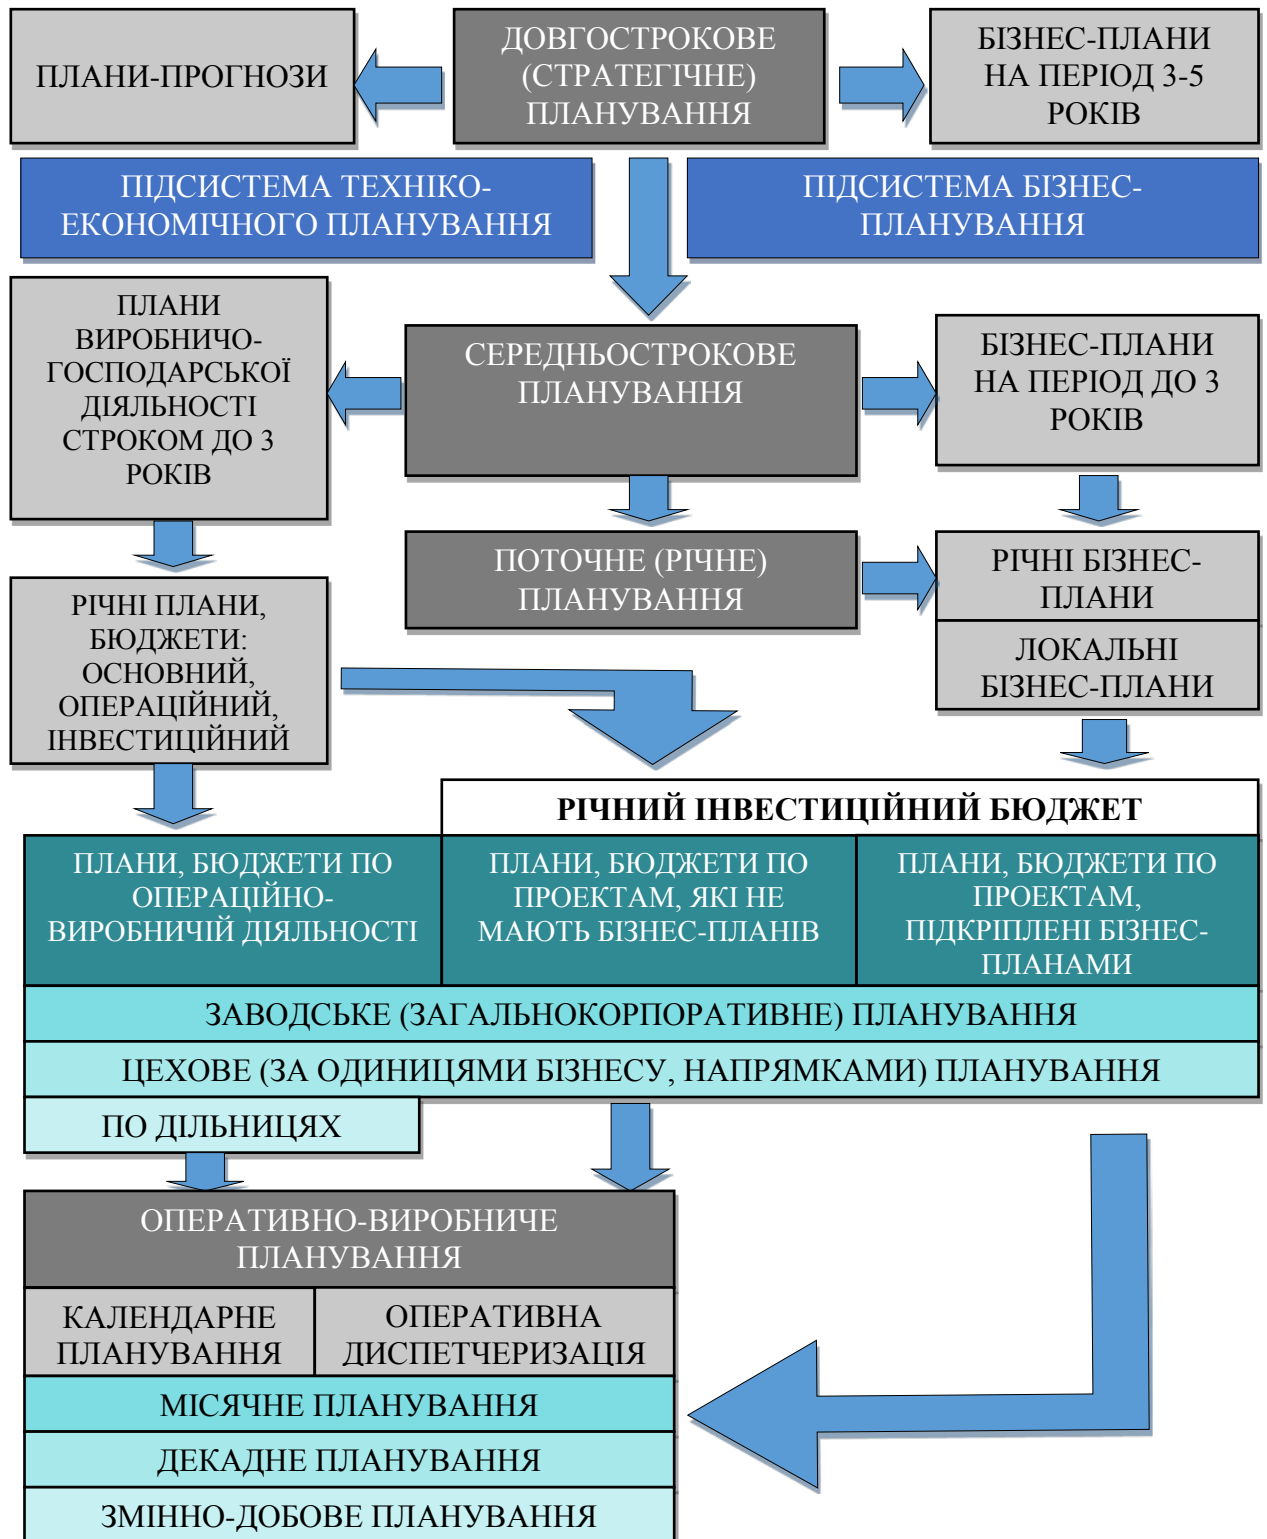 ПЛАНИ-ПРОГНОЗИ
ДОВГОСТРОКОВЕ
(СТРАТЕГІЧНЕ)
ПЛАНУВАННЯ
БІЗНЕС-ПЛАНИ
НА ПЕРІОД 3-5
РОКІВ
ПІДСИСТЕМА ТЕХНІКО-
ЕКОНОМІЧНОГО ПЛАНУВАННЯ
ПІДСИСТЕМА БІЗНЕС-
ПЛАНУВАННЯ
ПЛАНИ
ВИРОБНИЧО-
ГОСПОДАРСЬКОЇ
ДІЯЛЬНОСТІ
СТРОКОМ ДО 3
РОКІВ
СЕРЕДНЬОСТРОКОВЕ
ПЛАНУВАННЯ
БІЗНЕС-ПЛАНИ
НА ПЕРІОД ДО 3
РОКІВ
ПОТОЧНЕ (РІЧНЕ)
ПЛАНУВАННЯ
РІЧНІ БІЗНЕС-
ПЛАНИ
ЛОКАЛЬНІ
БІЗНЕС-ПЛАНИ
РІЧНІ ПЛАНИ,
БЮДЖЕТИ:
ОСНОВНИЙ,
ОПЕРАЦІЙНИЙ,
ІНВЕСТИЦІЙНИЙ
РІЧНИЙ ІНВЕСТИЦІЙНИЙ БЮДЖЕТ
ПЛАНИ, БЮДЖЕТИ ПО
ОПЕРАЦІЙНО-
ВИРОБНИЧІЙ ДІЯЛЬНОСТІ
ПЛАНИ, БЮДЖЕТИ ПО
ПРОЕКТАМ, ЯКІ НЕ
МАЮТЬ БІЗНЕС-ПЛАНІВ
ПЛАНИ, БЮДЖЕТИ ПО
ПРОЕКТАМ,
ПІДКРІПЛЕНІ БІЗНЕС-
ПЛАНАМИ
ЗАВОДСЬКЕ (ЗАГАЛЬНОКОРПОРАТИВНЕ) ПЛАНУВАННЯ
ЦЕХОВЕ (ЗА ОДИНИЦЯМИ БІЗНЕСУ, НАПРЯМКАМИ) ПЛАНУВАННЯ
ПО ДІЛЬНИЦЯХ
ОПЕРАТИВНО-ВИРОБНИЧЕ
ПЛАНУВАННЯ
КАЛЕНДАРНЕ
ПЛАНУВАННЯ
ОПЕРАТИВНА
ДИСПЕТЧЕРИЗАЦІЯ
МІСЯЧНЕ ПЛАНУВАННЯ
ДЕКАДНЕ ПЛАНУВАННЯ
ЗМІННО-ДОБОВЕ ПЛАНУВАННЯ